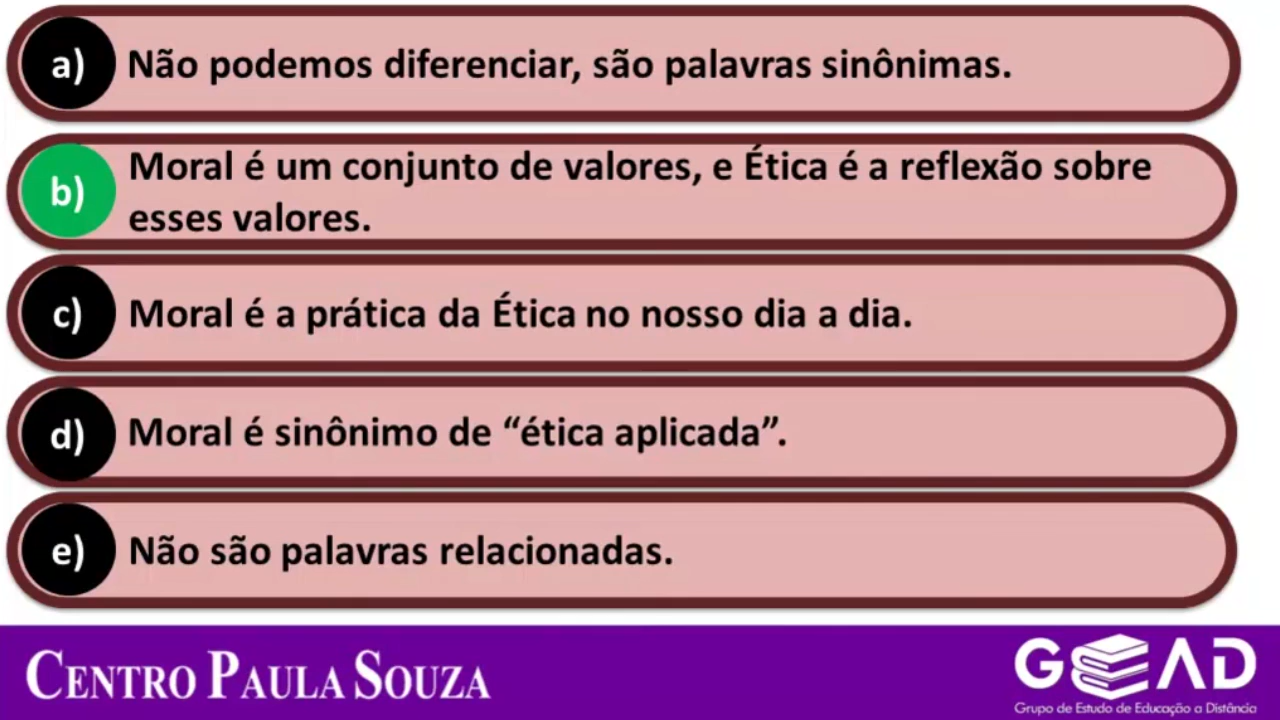 a) Não podemos diferenciar, são palavras sinônimas.
b) Moral é um conjunto de valores, e Ética é a reflexão sobre
esses valores.
c) Moral é a prática da Ética no nosso dia a dia.
d) Moral é sinônimo de “ética aplicada”.
e) Não são palavras relacionadas.
CENTRO PAULA SOUZA
GEAD
Grupo de Estudo de Educação a Distância